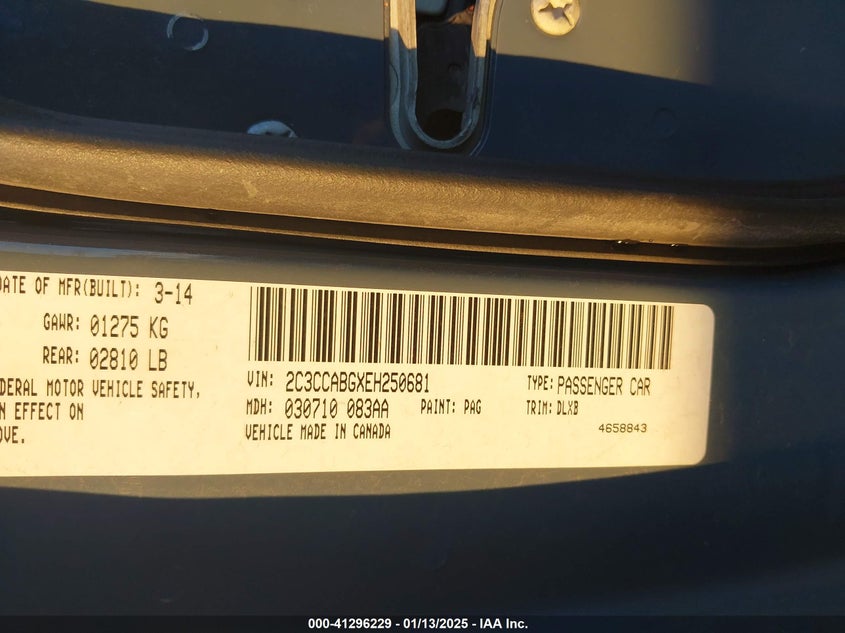 DATE OF MFR(BUILT): 3-14
GAWR: 01275 KG
REAR: 02810 LB
MOTOR VEHICLE SAFETY,
IN EFFECT ON
VIN: 2C3CCABGXEH250681
TYPE: PASSENGER CAR
MDH: 030710 083AA
PAINT: PAG
TRIM: DLXB
VEHICLE MADE IN CANADA
4658843
000-41296229 - 01/13/2025 - IAA Inc.